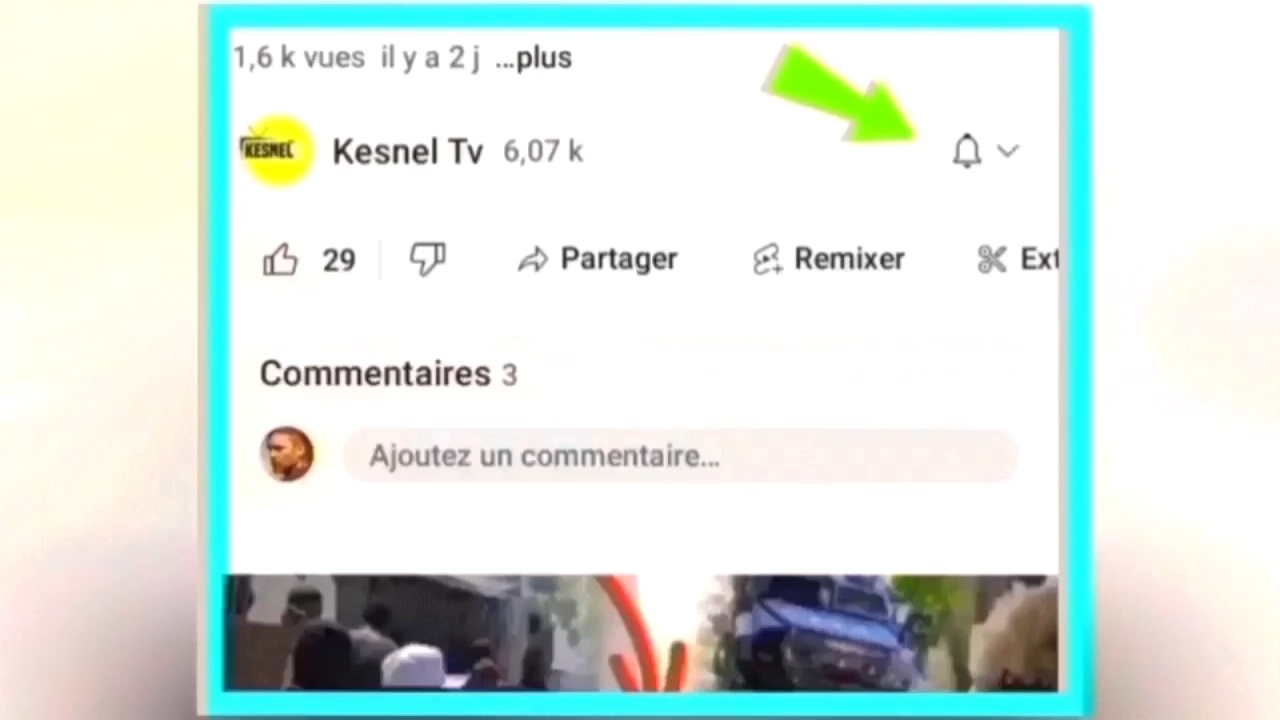 1,6 k vues il y a 2 j ...plus
KESNEL
Kesnel Tv 6,07 k
29 Partager Remixer Ext
Commentaires 3
Ajoutez un commentaire...